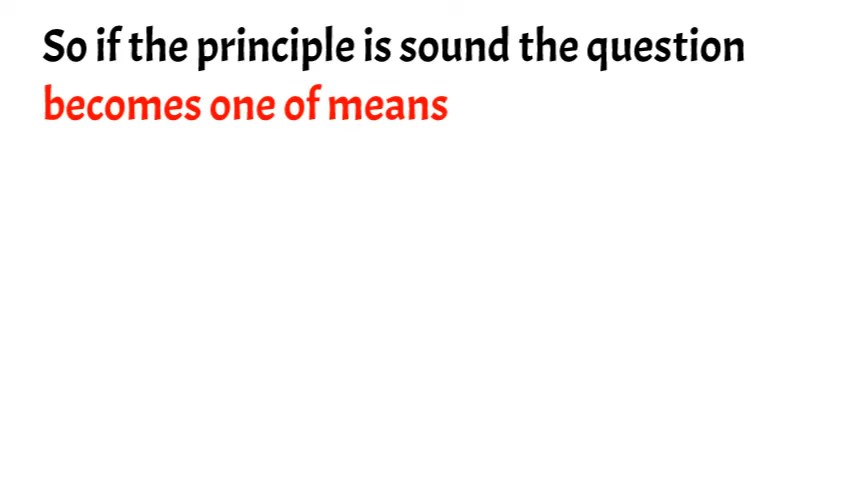 So if the principle is sound the question
becomes one of means